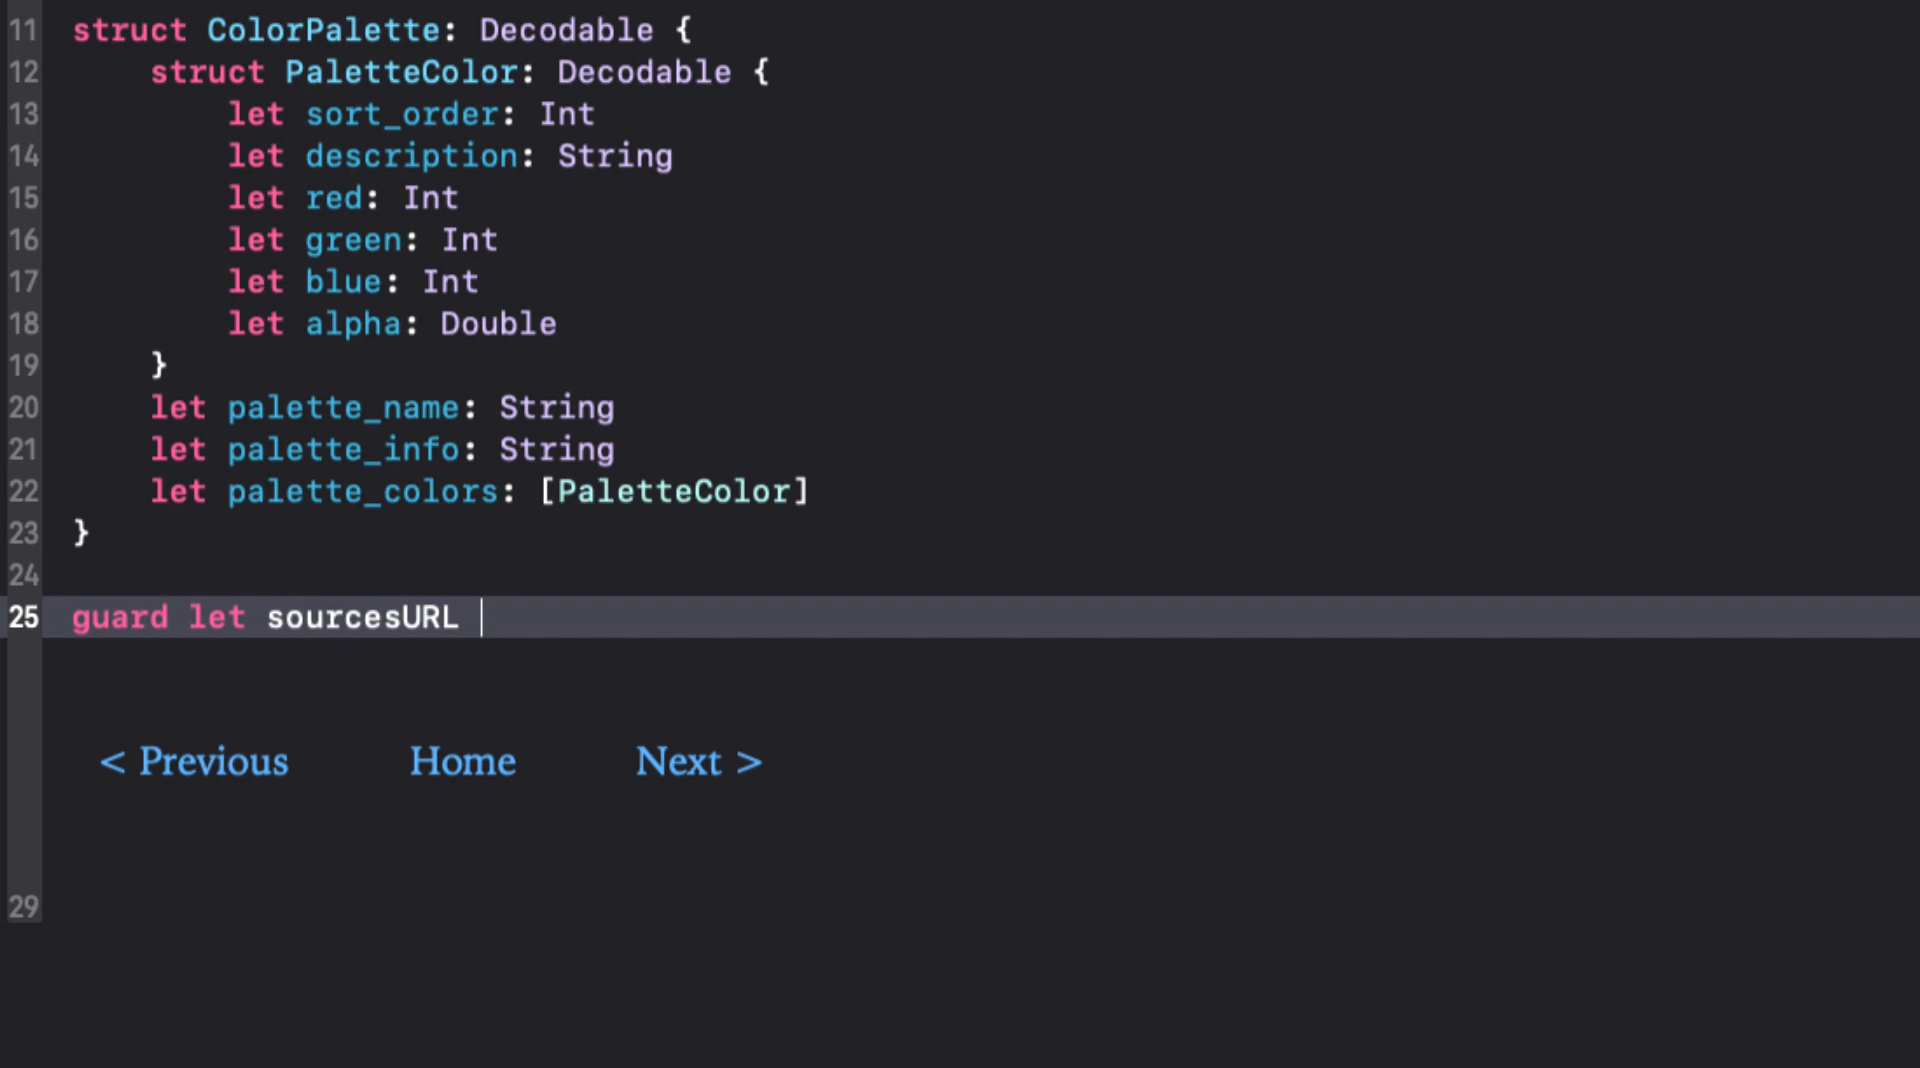 11 struct ColorPalette: Decodable {
12 struct PaletteColor: Decodable {
13 let sort_order: Int
14 let description: String
15 let red: Int
16 let green: Int
17 let blue: Int
18 let alpha: Double
19 }
20 let palette_name: String
21 let palette_info: String
22 let palette_colors: [PaletteColor]
23 }
24
25 guard let sourcesURL
< Previous Home Next >
29